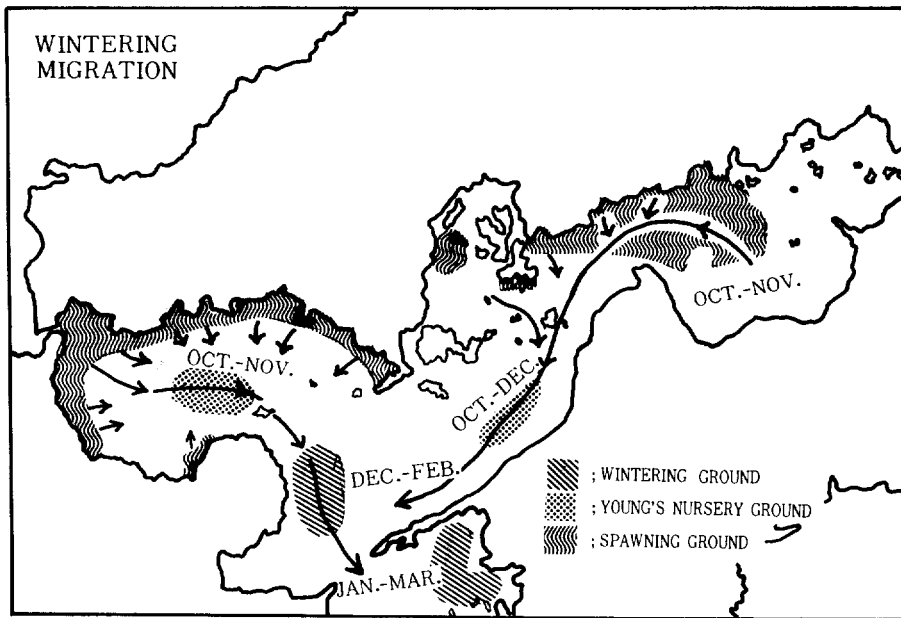 WINTERING
MIGRATION
OCT.-NOV.
OCT.-NOV.
OCT.-DEC.
DEC.-FEB.
JAN.-MAR.
; WINTERING GROUND
; YOUNG'S NURSERY GROUND
; SPAWNING GROUND